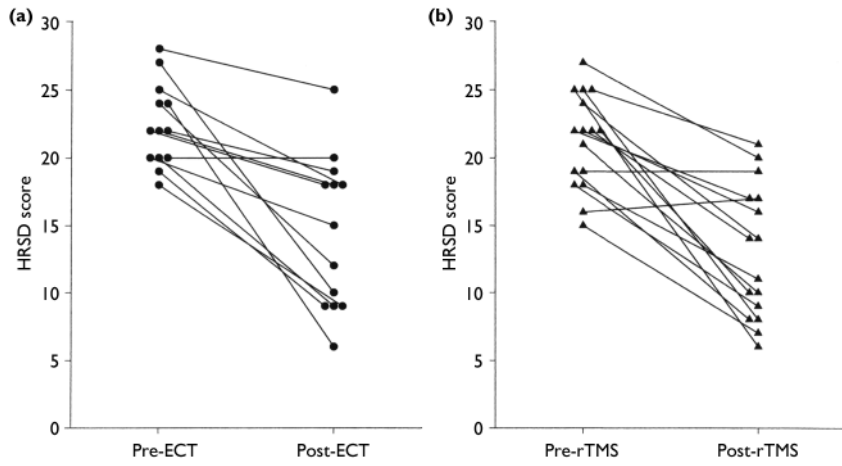 (a)
30
25
20
15
10
5
0
HRSD score
Pre-ECT
Post-ECT
(b)
30
25
20
15
10
5
0
HRSD score
Pre-rTMS
Post-rTMS